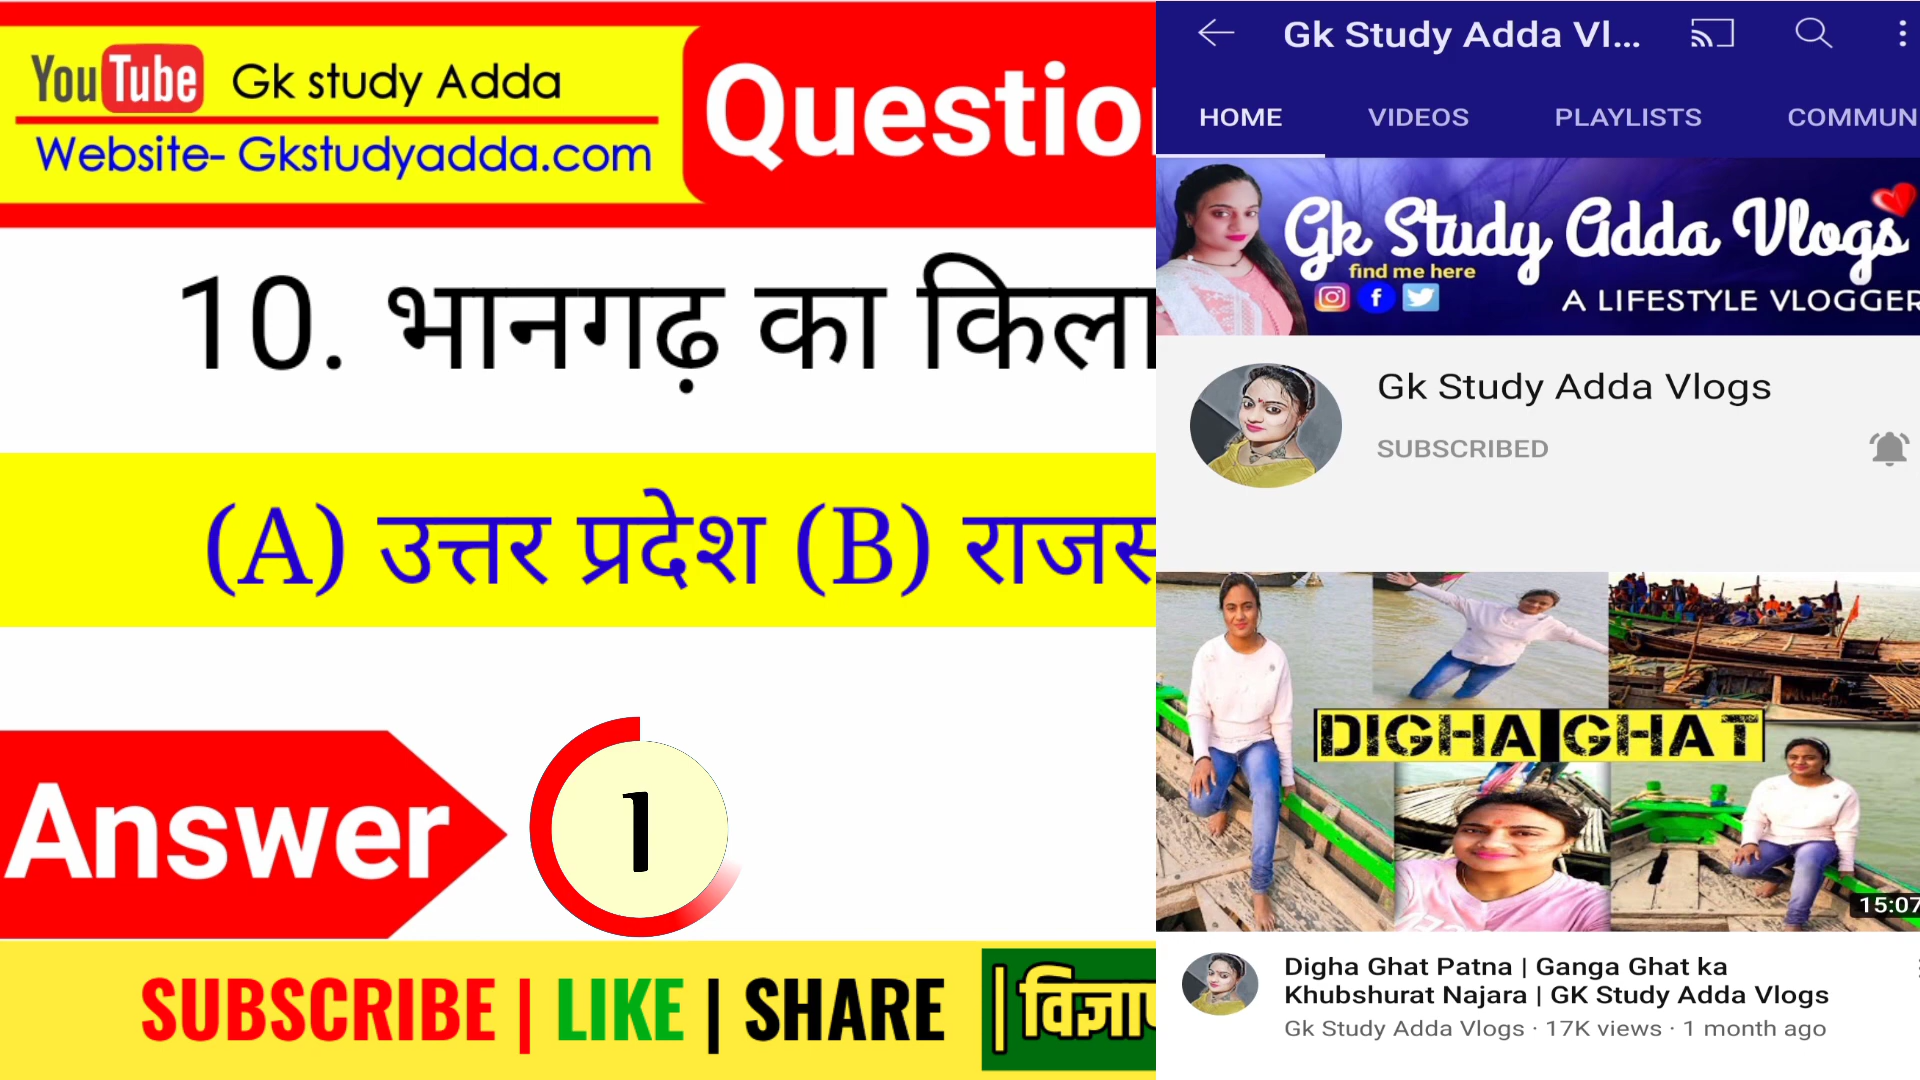 YouTube Gk study Adda
Website- Gkstudyadda.com
Questio
10. भानगढ़ का किला
(A) उत्तर प्रदेश (B) राजस
Answer
1
SUBSCRIBE | LIKE | SHARE
| विज्ञाप
Gk Study Adda Vl...
HOME VIDEOS PLAYLISTS COMMUN
Gk Study Adda Vlogs
find me here
A LIFESTYLE VLOGGER
Gk Study Adda Vlogs
SUBSCRIBED
DIGHA GHAT
15:07
Digha Ghat Patna | Ganga Ghat ka
Khubshurat Najara | GK Study Adda Vlogs
Gk Study Adda Vlogs · 17K views · 1 month ago